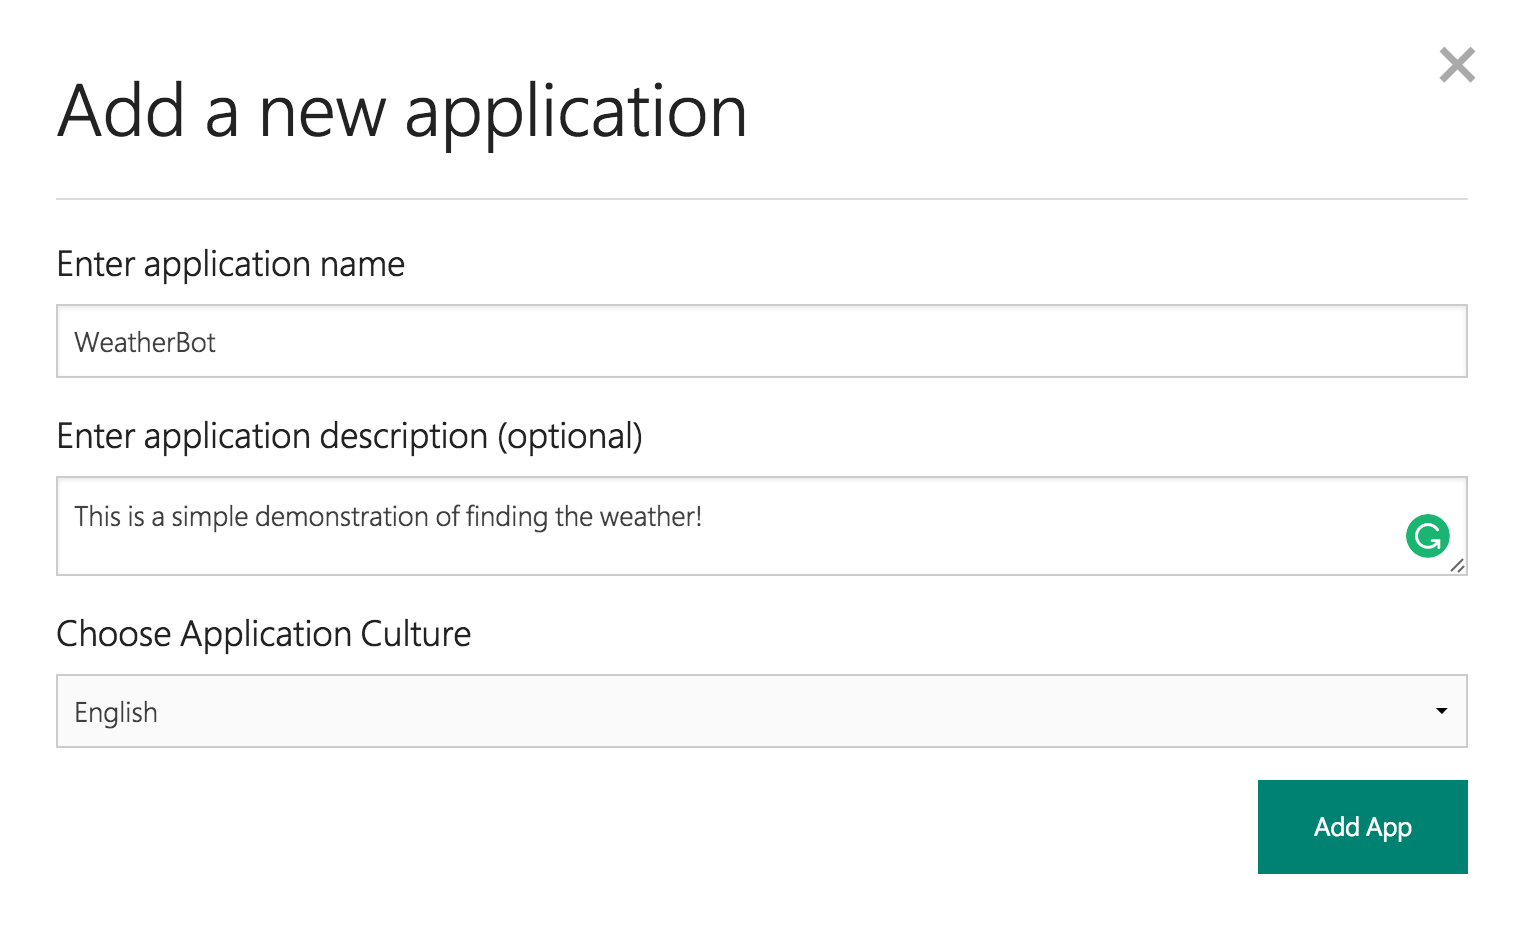 Add a new application
Enter application name
WeatherBot
Enter application description (optional)
This is a simple demonstration of finding the weather!
Choose Application Culture
English
Add App